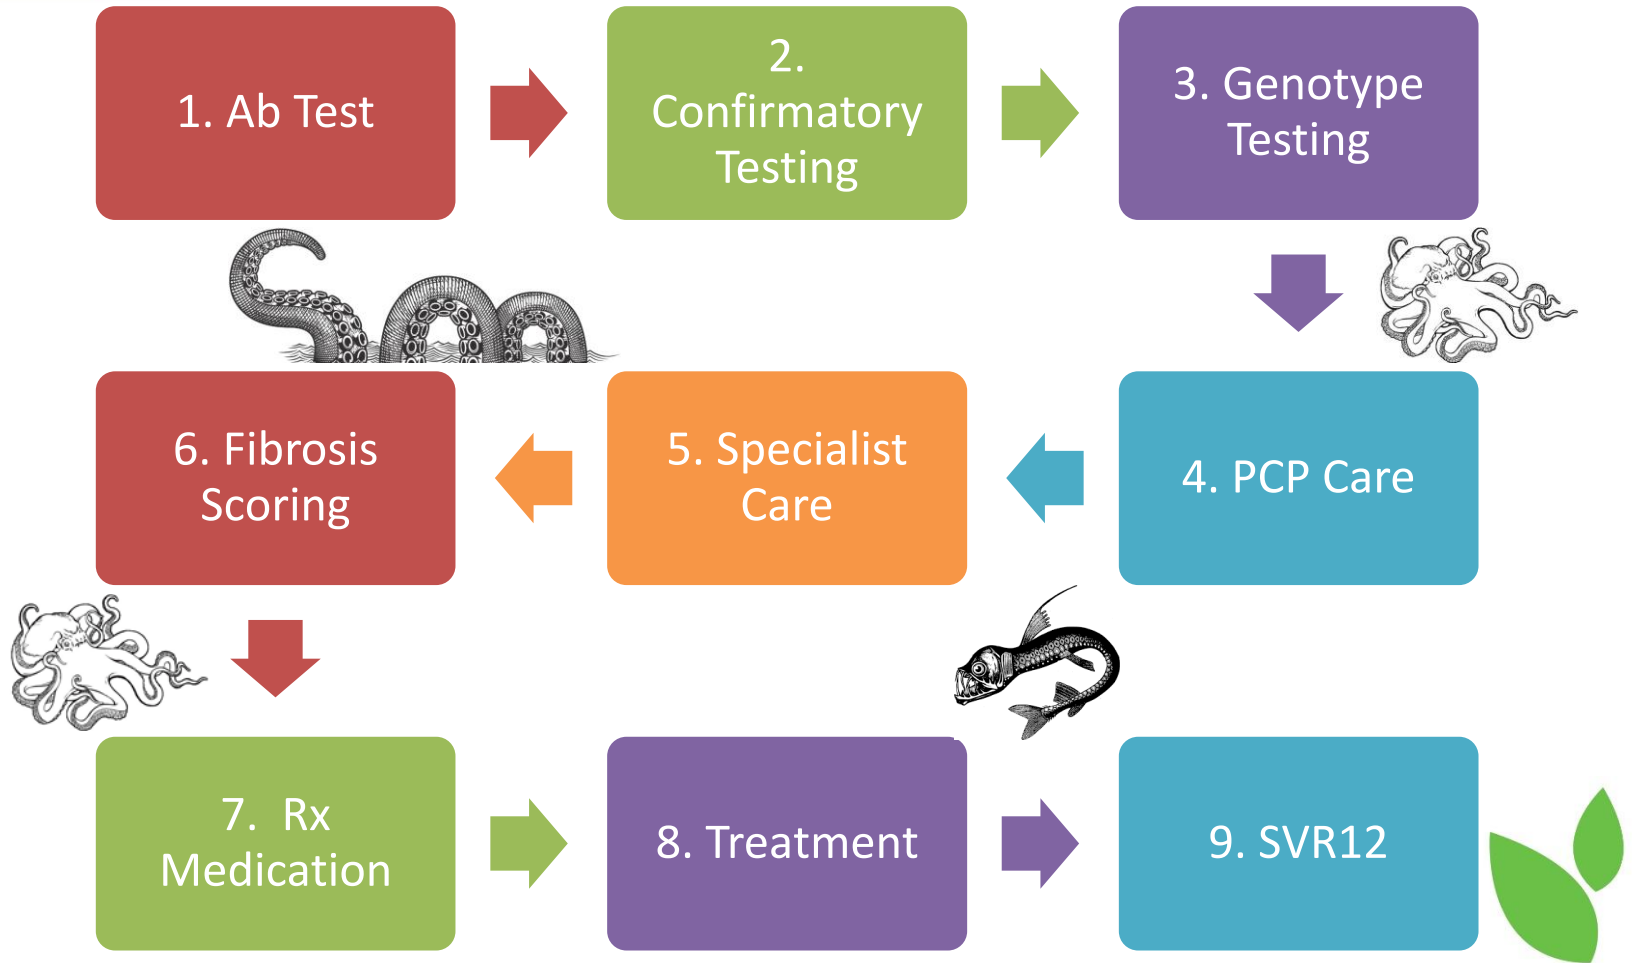 1. Ab Test
2.
Confirmatory
Testing
3. Genotype
Testing
6. Fibrosis
Scoring
5. Specialist
Care
4. PCP Care
7. Rx
Medication
8. Treatment
9. SVR12